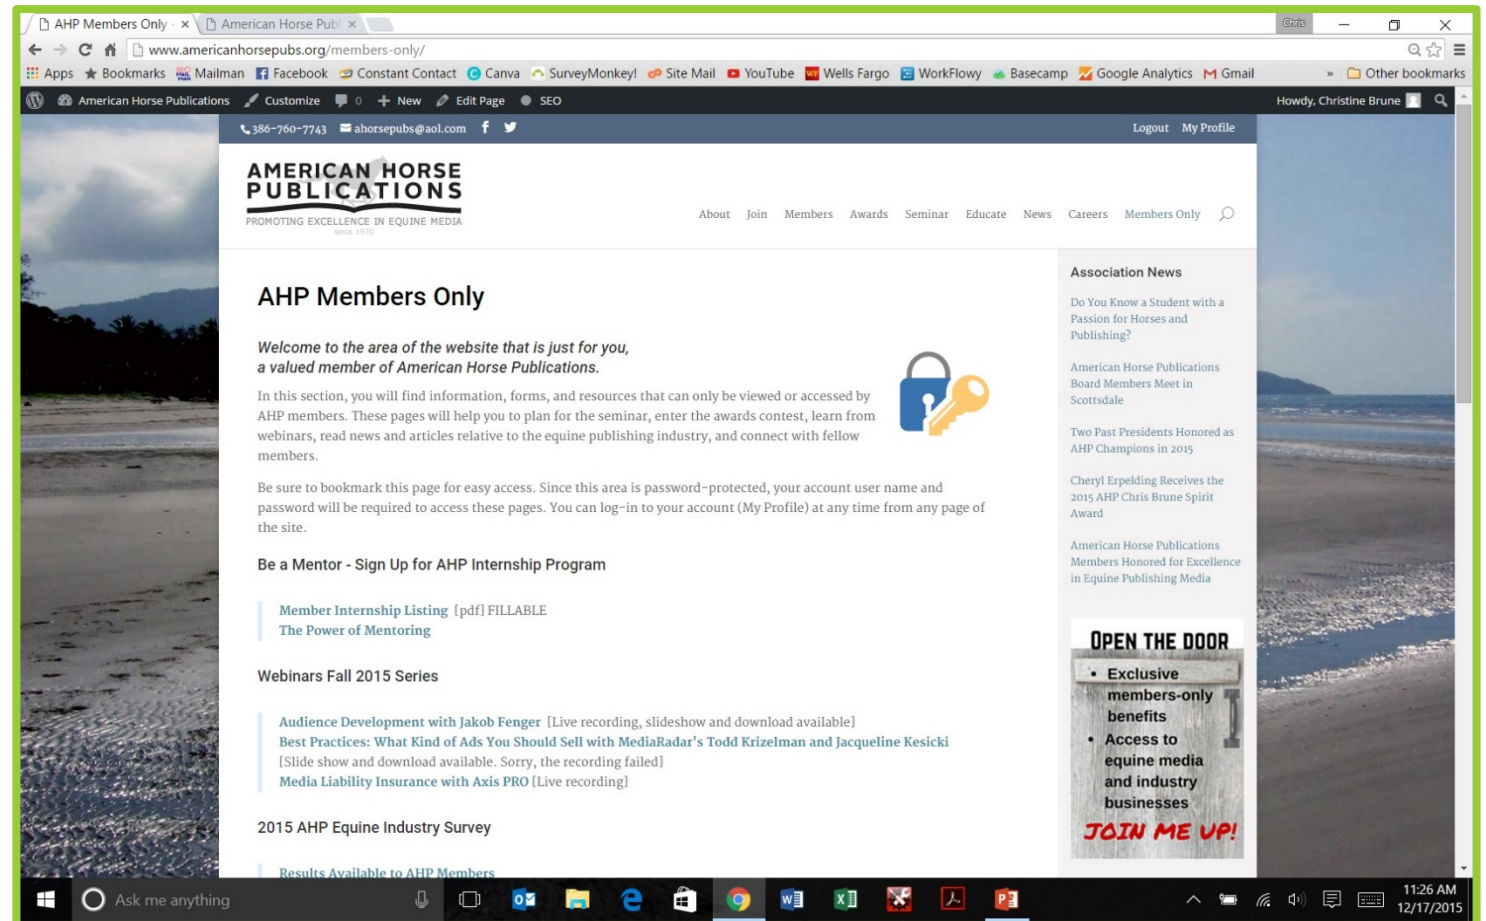 AHP Members Only -
American Horse Publ
Chris
www.americanhorsepubs.org/members-only/
Apps Bookmarks Mailman Facebook Constant Contact Canva SurveyMonkey! Site Mail YouTube Wells Fargo WorkFlowy Basecamp Google Analytics Gmail » Other bookmarks
American Horse Publications Customize 0 + New Edit Page SEO Howdy, Christine Brune
386-760-7743 ahorsepubs@aol.com Logout My Profile
AMERICAN HORSE
PUBLICATIONS
PROMOTING EXCELLENCE IN EQUINE MEDIA
since 1970
About Join Members Awards Seminar Educate News Careers Members Only
AHP Members Only
Welcome to the area of the website that is just for you,
a valued member of American Horse Publications.
In this section, you will find information, forms, and resources that can only be viewed or accessed by
AHP members. These pages will help you to plan for the seminar, enter the awards contest, learn from
webinars, read news and articles relative to the equine publishing industry, and connect with fellow
members.
Be sure to bookmark this page for easy access. Since this area is password-protected, your account user name and
password will be required to access these pages. You can log-in to your account (My Profile) at any time from any page of
the site.
Be a Mentor - Sign Up for AHP Internship Program
Member Internship Listing [pdf] FILLABLE
The Power of Mentoring
Webinars Fall 2015 Series
Audience Development with Jakob Fenger [Live recording, slideshow and download available]
Best Practices: What Kind of Ads You Should Sell with MediaRadar's Todd Krizelman and Jacqueline Kesicki
[Slide show and download available. Sorry, the recording failed]
Media Liability Insurance with Axis PRO [Live recording]
2015 AHP Equine Industry Survey
Results Available to AHP Members
Association News
Do You Know a Student with a
Passion for Horses and
Publishing?
American Horse Publications
Board Members Meet in
Scottsdale
Two Past Presidents Honored as
AHP Champions in 2015
Cheryl Erpelding Receives the
2015 AHP Chris Brune Spirit
Award
American Horse Publications
Members Honored for Excellence
in Equine Publishing Media
OPEN THE DOOR
• Exclusive
members-only
benefits
• Access to
equine media
and industry
businesses
JOIN ME UP!
Ask me anything
11:26 AM
12/17/2015